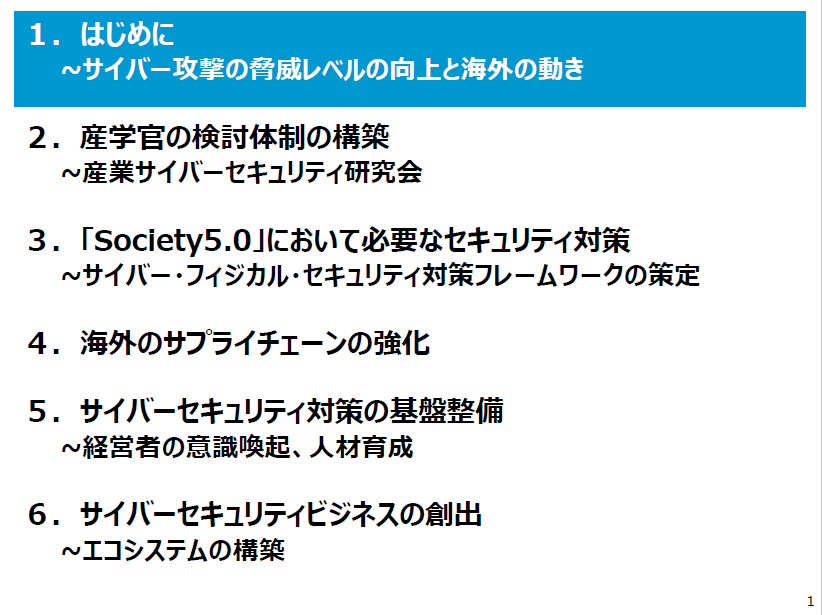 １．はじめに
～サイバー攻撃の脅威レベルの向上と海外の動き
２．産学官の検討体制の構築
～産業サイバーセキュリティ研究会
３．「Society5.0」において必要なセキュリティ対策
～サイバー・フィジカル・セキュリティ対策フレームワークの策定
４．海外のサプライチェーンの強化
５．サイバーセキュリティ対策の基盤整備
～経営者の意識喚起、人材育成
６．サイバーセキュリティビジネスの創出
～エコシステムの構築
1